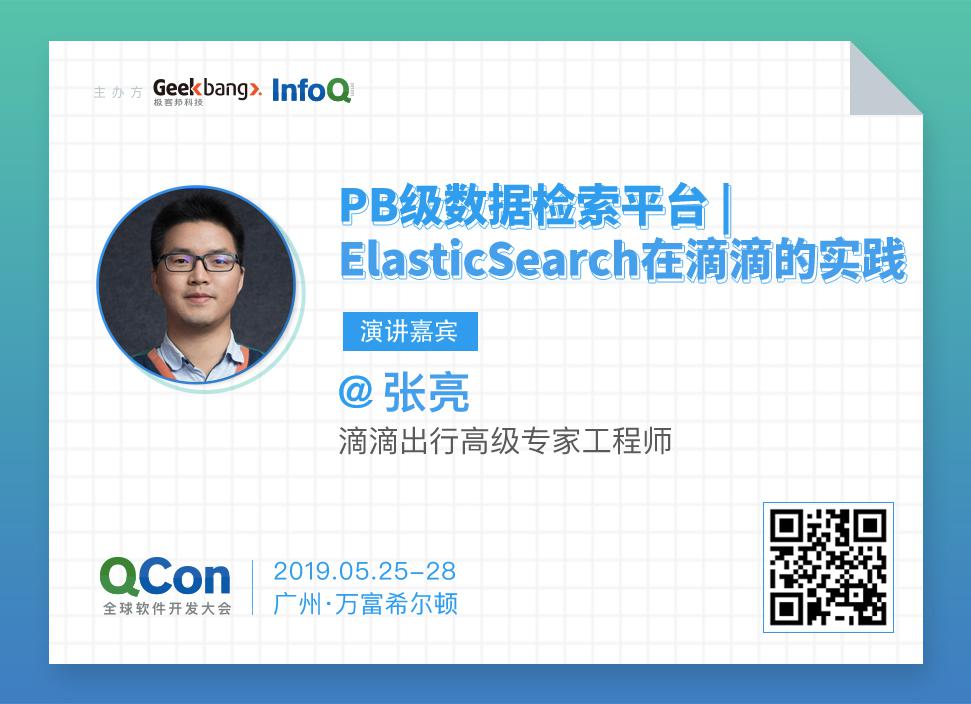 主办方 Geekbang>. InfoQ
极客邦科技
PB级数据检索平台 |
ElasticSearch在滴滴的实践
演讲嘉宾
@ 张亮
滴滴出行高级专家工程师
QCon
全球软件开发大会
2019.05.25-28
广州·万富希尔顿